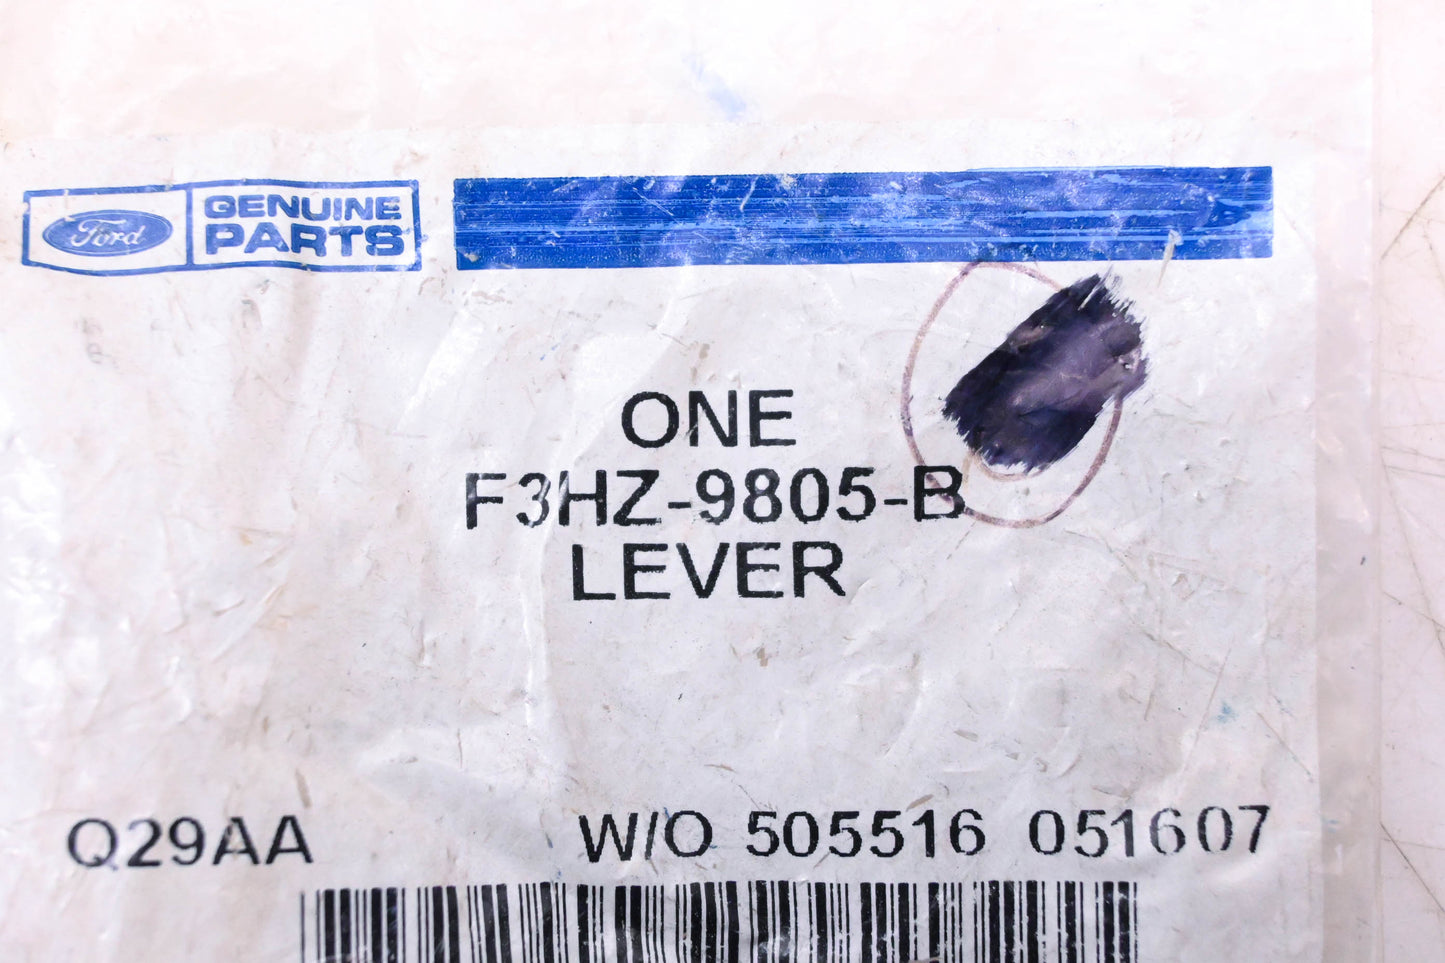 Ford GENUINE
PARTS
ONE
F3HZ-9805-B
LEVER
Q29AA W/O 505516 051607